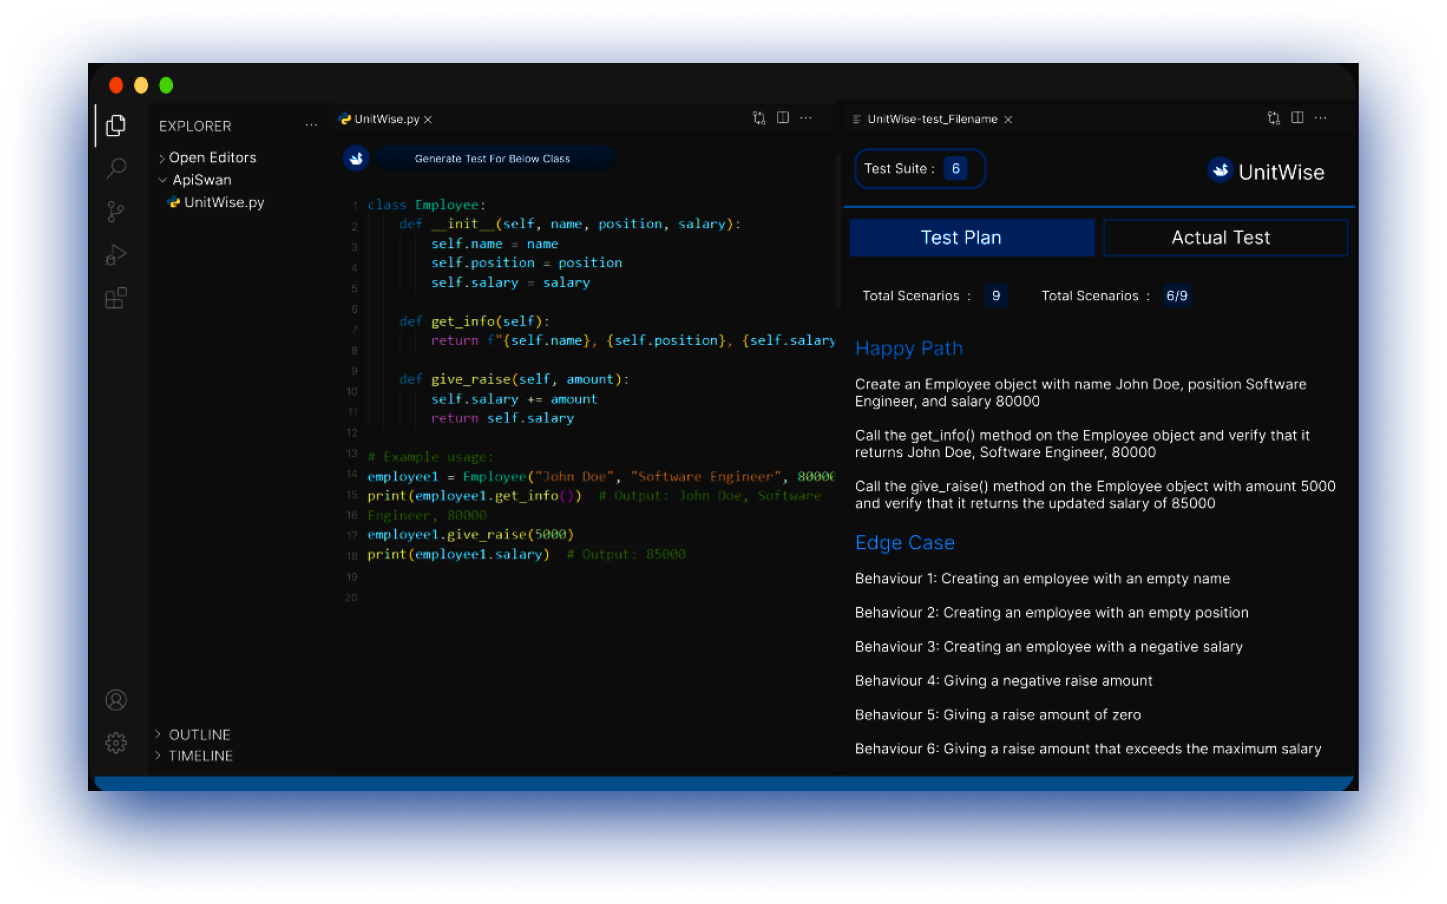 EXPLORER
Open Editors
ApiSwan
UnitWise.py
OUTLINE
TIMELINE
UnitWise.py
Generate Test For Below Class
1 class Employee:
2 def __init__(self, name, position, salary):
3 self.name = name
4 self.position = position
5 self.salary = salary
6
7 def get_info(self):
8 return f"{self.name}, {self.position}, {self.salary
9
10 def give_raise(self, amount):
11 self.salary += amount
12 return self.salary
13 # Example usage:
14 employee1 = Employee("John Doe", "Software Engineer", 80000
15 print(employee1.get_info()) # Output: John Doe, Software
16 Engineer, 80000
17 employee1.give_raise(5000)
18 print(employee1.salary) # Output: 85000
19
20
UnitWise-test_Filename
Test Suite : 6
UnitWise
Test Plan
Actual Test
Total Scenarios : 9
Total Scenarios : 6/9
Happy Path
Create an Employee object with name John Doe, position Software
Engineer, and salary 80000
Call the get_info() method on the Employee object and verify that it
returns John Doe, Software Engineer, 80000
Call the give_raise() method on the Employee object with amount 5000
and verify that it returns the updated salary of 85000
Edge Case
Behaviour 1: Creating an employee with an empty name
Behaviour 2: Creating an employee with an empty position
Behaviour 3: Creating an employee with a negative salary
Behaviour 4: Giving a negative raise amount
Behaviour 5: Giving a raise amount of zero
Behaviour 6: Giving a raise amount that exceeds the maximum salary